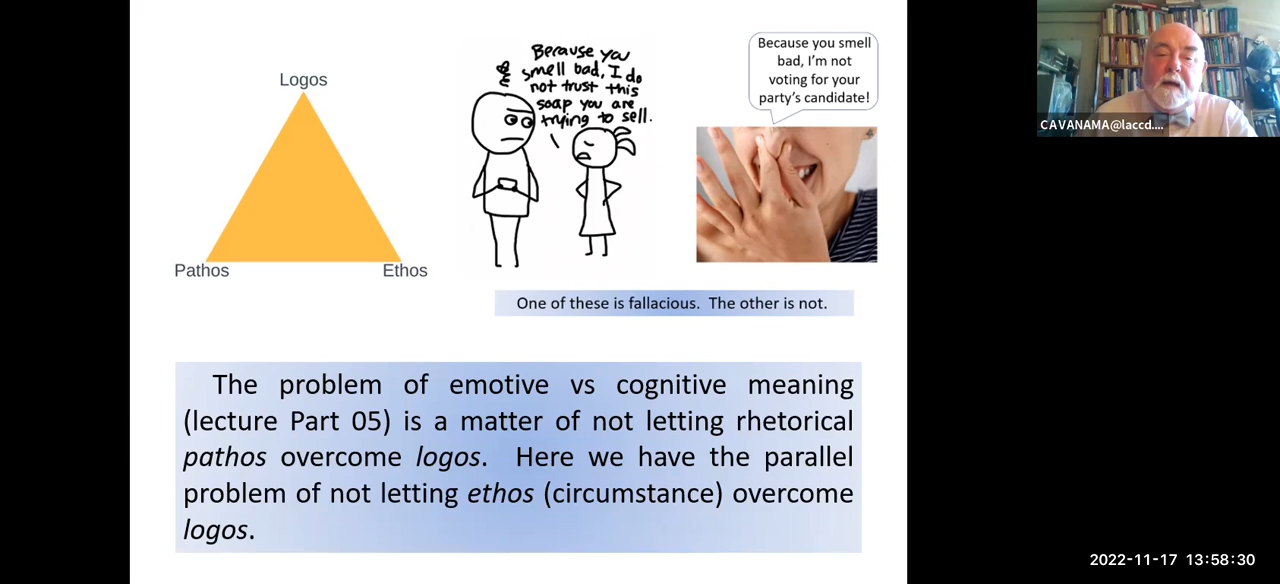 Logos
Pathos
Ethos
Because you
smell bad, I do
not trust this
soap you are
trying to sell.
Because you smell
bad, I'm not
voting for your
party's candidate!
CAVANAMA@laccd....
One of these is fallacious. The other is not.
The problem of emotive vs cognitive meaning
(lecture Part 05) is a matter of not letting rhetorical
pathos overcome logos. Here we have the parallel
problem of not letting ethos (circumstance) overcome
logos.
2022-11-17 13:58:30